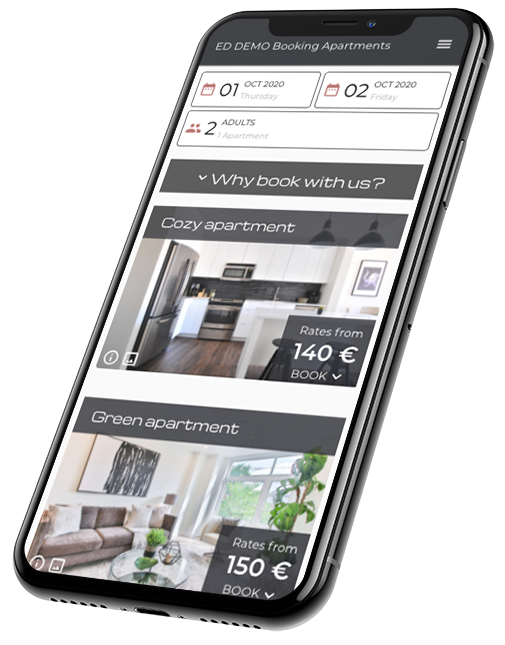 ED DEMO Booking Apartments
01 OCT 2020 Thursday
02 OCT 2020 Friday
2 ADULTS 1 Apartment
Why book with us?
Cozy apartment
Rates from
140 €
BOOK
Green apartment
Rates from
150 €
BOOK